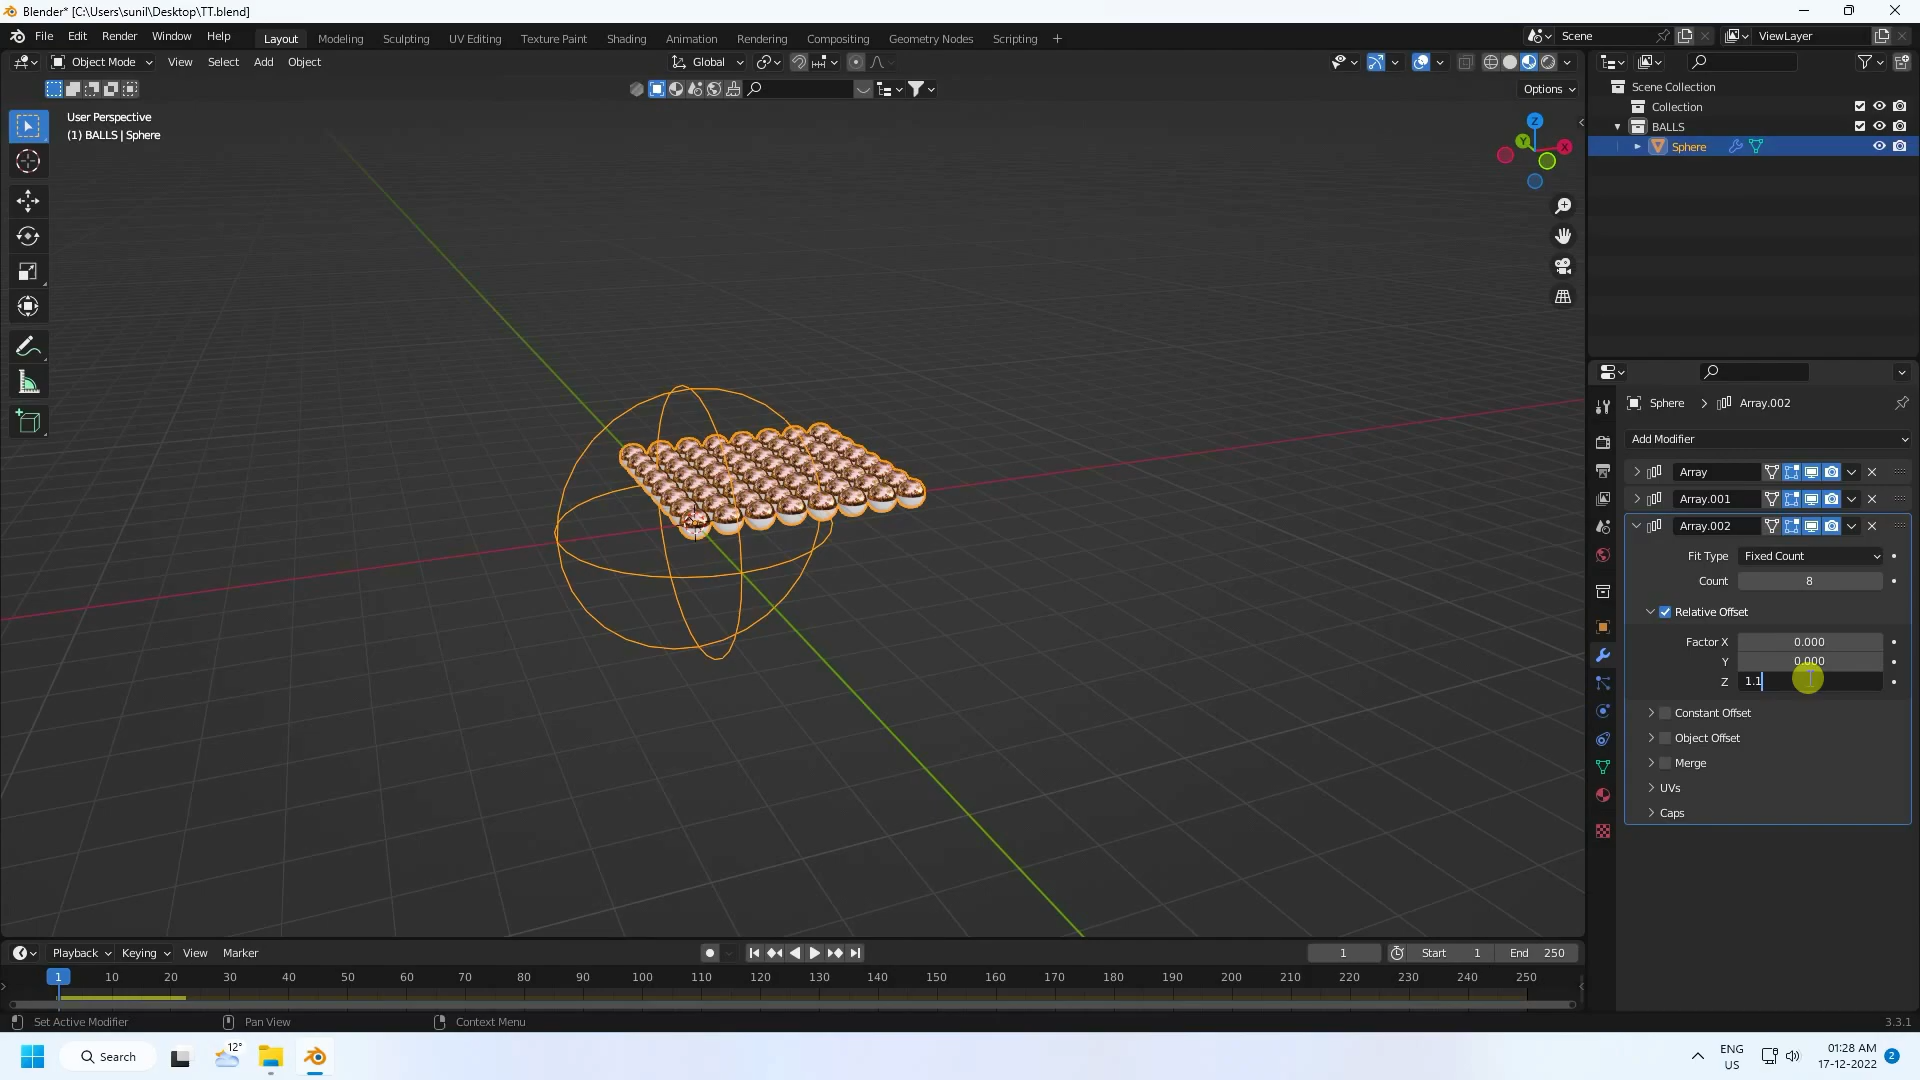 Blender* [C:\Users\sunil\Desktop\TT.blend]
File Edit Render Window Help Layout Modeling Sculpting UV Editing Texture Paint Shading Animation Rendering Compositing Geometry Nodes Scripting Scene ViewLayer
Object Mode View Select Add Object Global
Options
User Perspective
(1) BALLS | Sphere
Z
Y
X
Scene Collection
Collection
BALLS
Sphere
Sphere Array.002
Add Modifier
Array
Array.001
Array.002
Fit Type Fixed Count
Count 8
Relative Offset
Factor X 0.000
Y 0.000
Z 1.1
Constant Offset
Object Offset
Merge
UVs
Caps
Playback Keying View Marker 1 Start 1 End 250
1 10 20 30 40 50 60 70 80 90 100 110 120 130 140 150 160 170 180 190 200 210 220 230 240 250
Set Active Modifier Pan View Context Menu 3.3.1
Search 12° ENG US 01:28 AM 17-12-2022 2